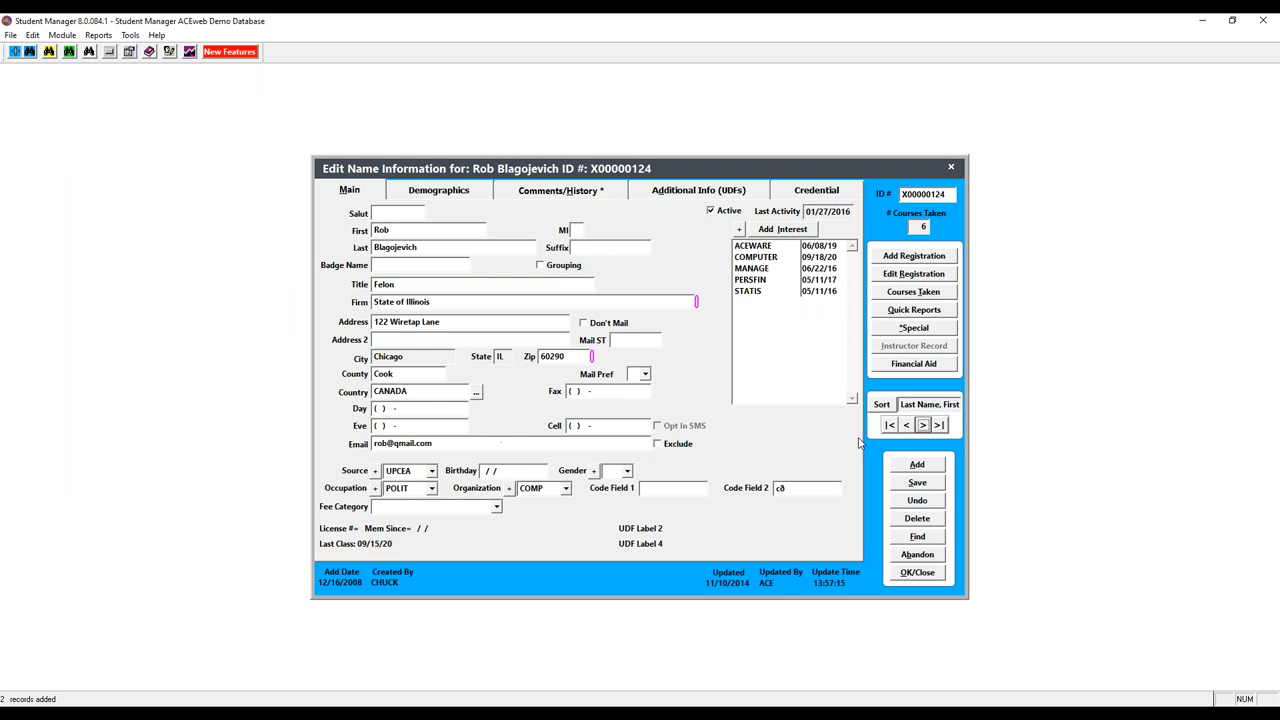 Student Manager 8.0.084.1 - Student Manager ACEweb Demo Database
File Edit Module Reports Tools Help
New Features
Edit Name Information for: Rob Blagojevich ID #: X00000124
Main Demographics Comments/History * Additional Info (UDFs) Credential
ID # X00000124
# Courses Taken
6
Salut
Active Last Activity 01/27/2016
First Rob MI
+ Add Interest
Last Blagojevich Suffix
ACEWARE 06/08/19
COMPUTER 09/18/20
MANAGE 06/22/16
PERSFIN 05/11/17
STATIS 05/11/16
Badge Name Grouping
Title Felon
Firm State of Illinois
Address 122 Wiretap Lane Don't Mail
Address 2 Mail ST
City Chicago State IL Zip 60290
County Cook Mail Pref
Country CANADA ... Fax ( ) -
Day ( ) -
Eve ( ) - Cell ( ) - Opt in SMS
Email rob@qmail.com Exclude
Source + UPCEA Birthday / / Gender +
Occupation + POLIT Organization + COMP Code Field 1 Code Field 2 cð
Fee Category
License #= Mem Since= / / UDF Label 2
Last Class: 09/15/20 UDF Label 4
Add Registration
Edit Registration
Courses Taken
Quick Reports
*Special
Instructor Record
Financial Aid
Sort Last Name, First
|< < > >|
Add
Save
Undo
Delete
Find
Abandon
OK/Close
Add Date Created By Updated Updated By Update Time
12/16/2008 CHUCK 11/10/2014 ACE 13:57:15
2 records added NUM